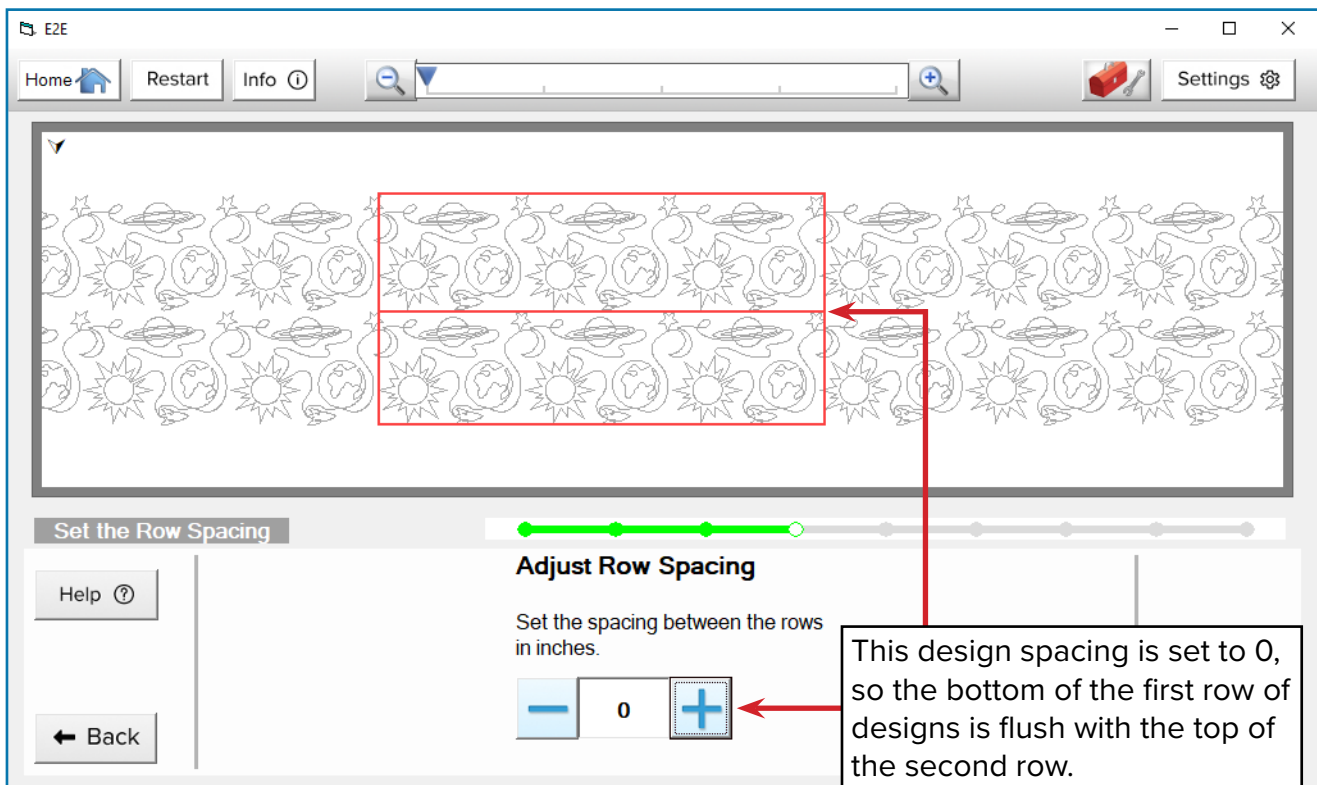 E2E
Home
Restart
Info
Settings
Set the Row Spacing
Help
Back
Adjust Row Spacing
Set the spacing between the rows
in inches.
0
This design spacing is set to 0,
so the bottom of the first row of
designs is flush with the top of
the second row.